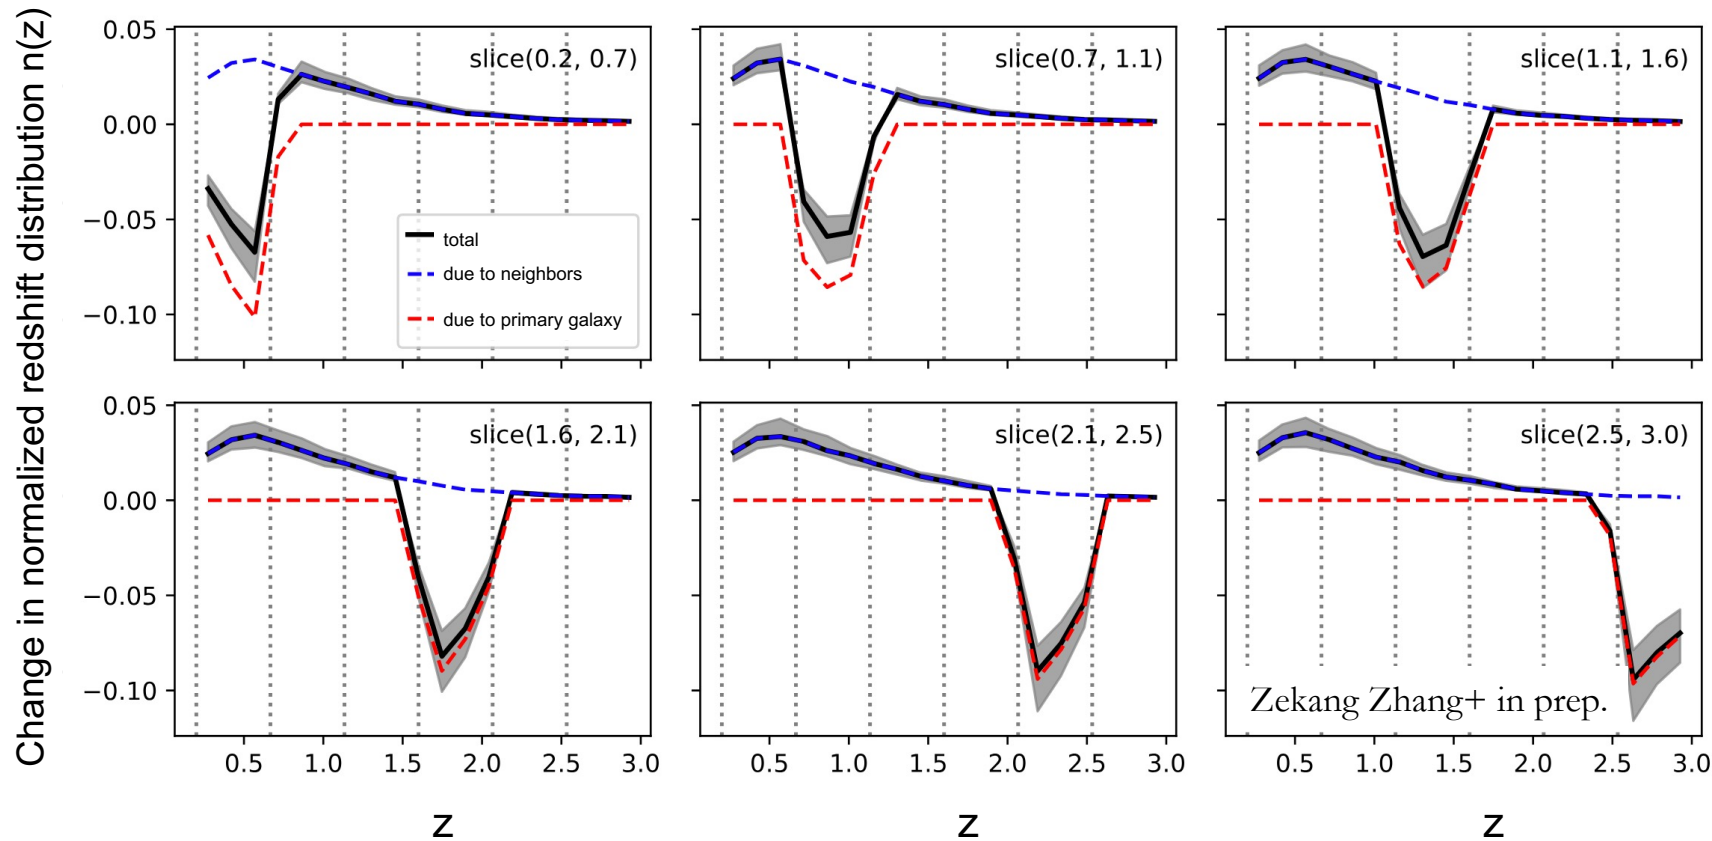 Change in normalized redshift distribution n(z)
0.05
0.00
−0.05
−0.10
slice(0.2, 0.7)
total
due to neighbors
due to primary galaxy
slice(0.7, 1.1)
slice(1.1, 1.6)
0.05
0.00
−0.05
−0.10
slice(1.6, 2.1)
slice(2.1, 2.5)
slice(2.5, 3.0)
Zekang Zhang+ in prep.
0.5 1.0 1.5 2.0 2.5 3.0
0.5 1.0 1.5 2.0 2.5 3.0
0.5 1.0 1.5 2.0 2.5 3.0
z
z
z